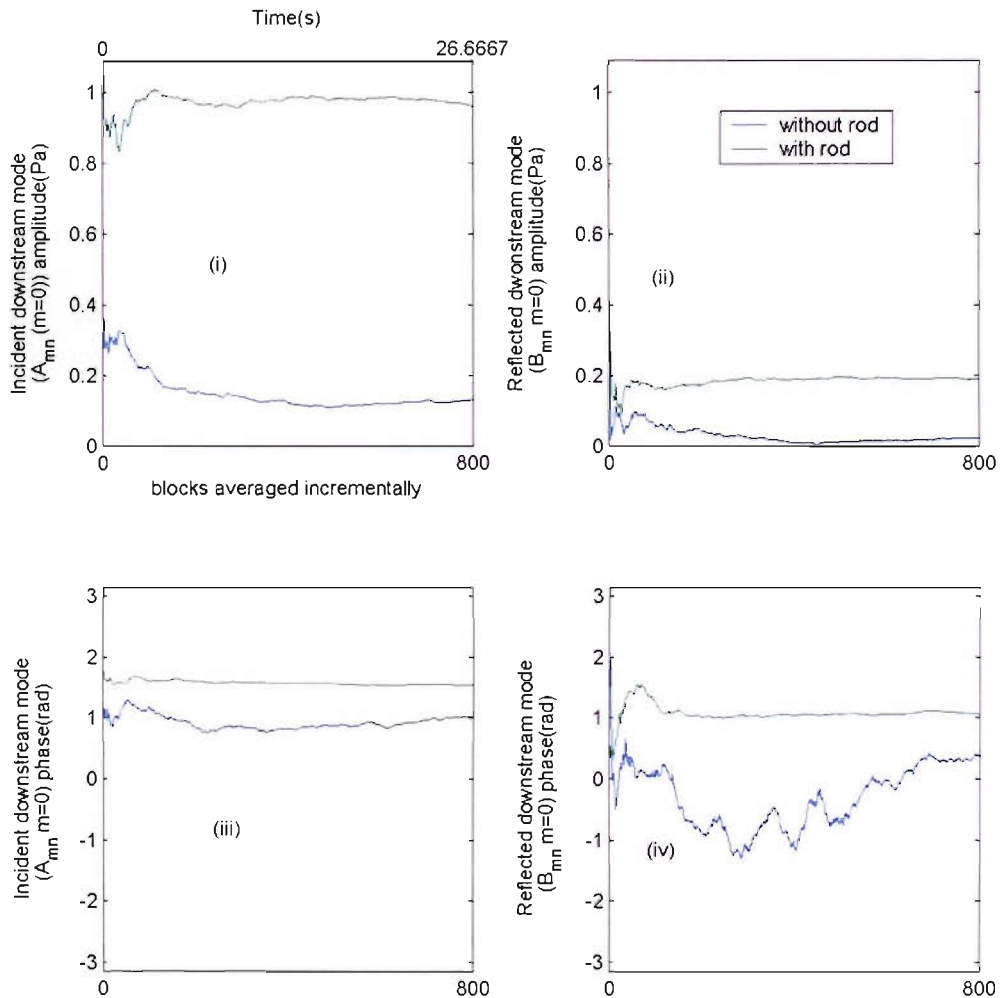 Time(s)
0 26.6667
Incident downstream mode
(Amn (m=0)) amplitude(Pa)
1
0.8
0.6
0.4
0.2
0
(i)
0 800
blocks averaged incrementally
Reflected dwonstream mode
(Bmn m=0) amplitude(Pa)
1
0.8
0.6
0.4
0.2
0
without rod
with rod
(ii)
0 800
Incident downstream mode
(Amn m=0) phase(rad)
3
2
1
0
-1
-2
-3
(iii)
0 800
Reflected downstream mode
(Bmn m=0) phase(rad)
3
2
1
0
-1
-2
-3
(iv)
0 800